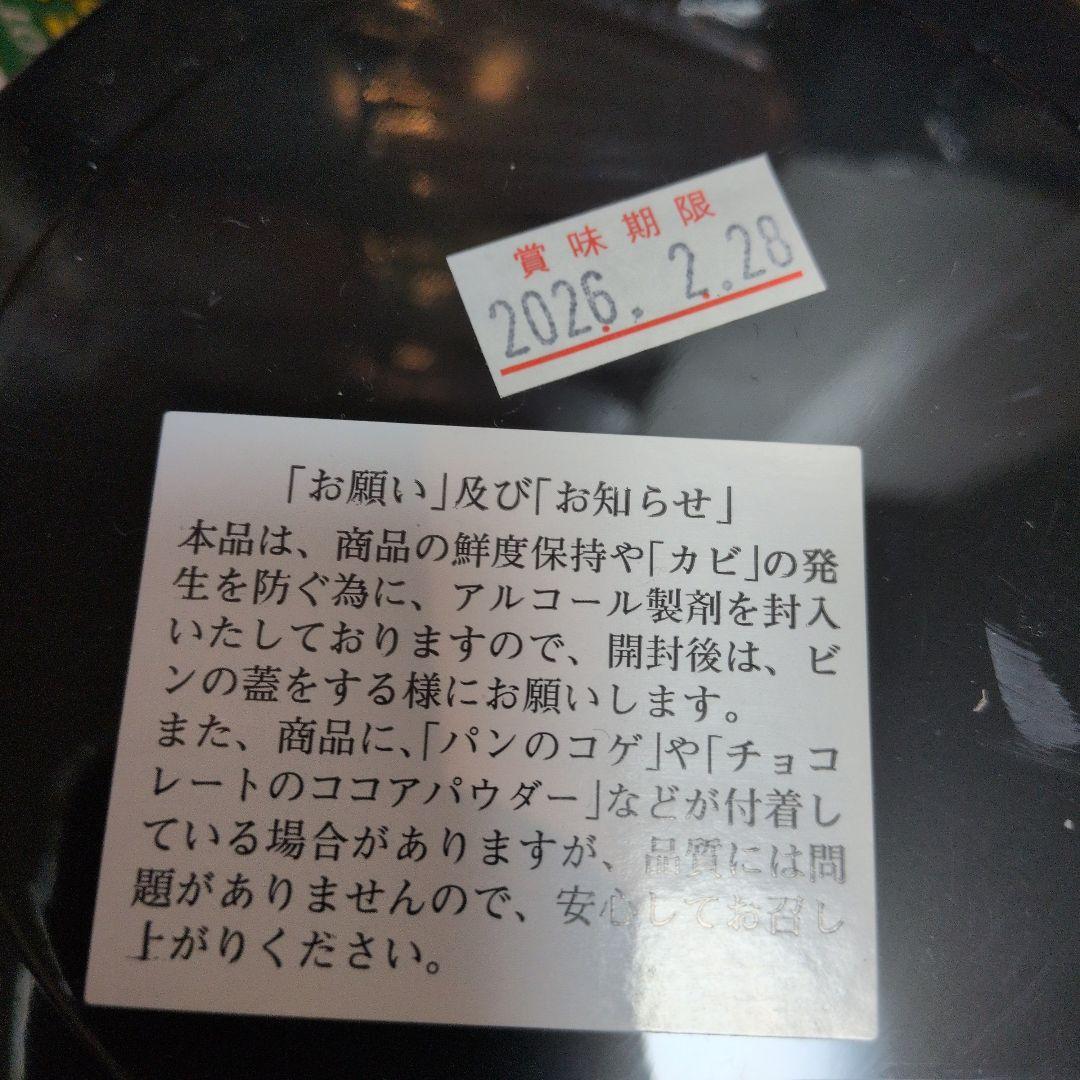 賞味期限
2026. 2.28
「お願い」及び「お知らせ」
本品は、商品の鮮度保持や「カビ」の発
生を防ぐ為に、アルコール製剤を封入
いたしておりますので、開封後は、ビ
ンの蓋をする様にお願いします。
また、商品に、「パンのコゲ」や「チョコ
レートのココアパウダー」などが付着し
ている場合がありますが、品質には問
題がありませんので、安心してお召し
上がりください。